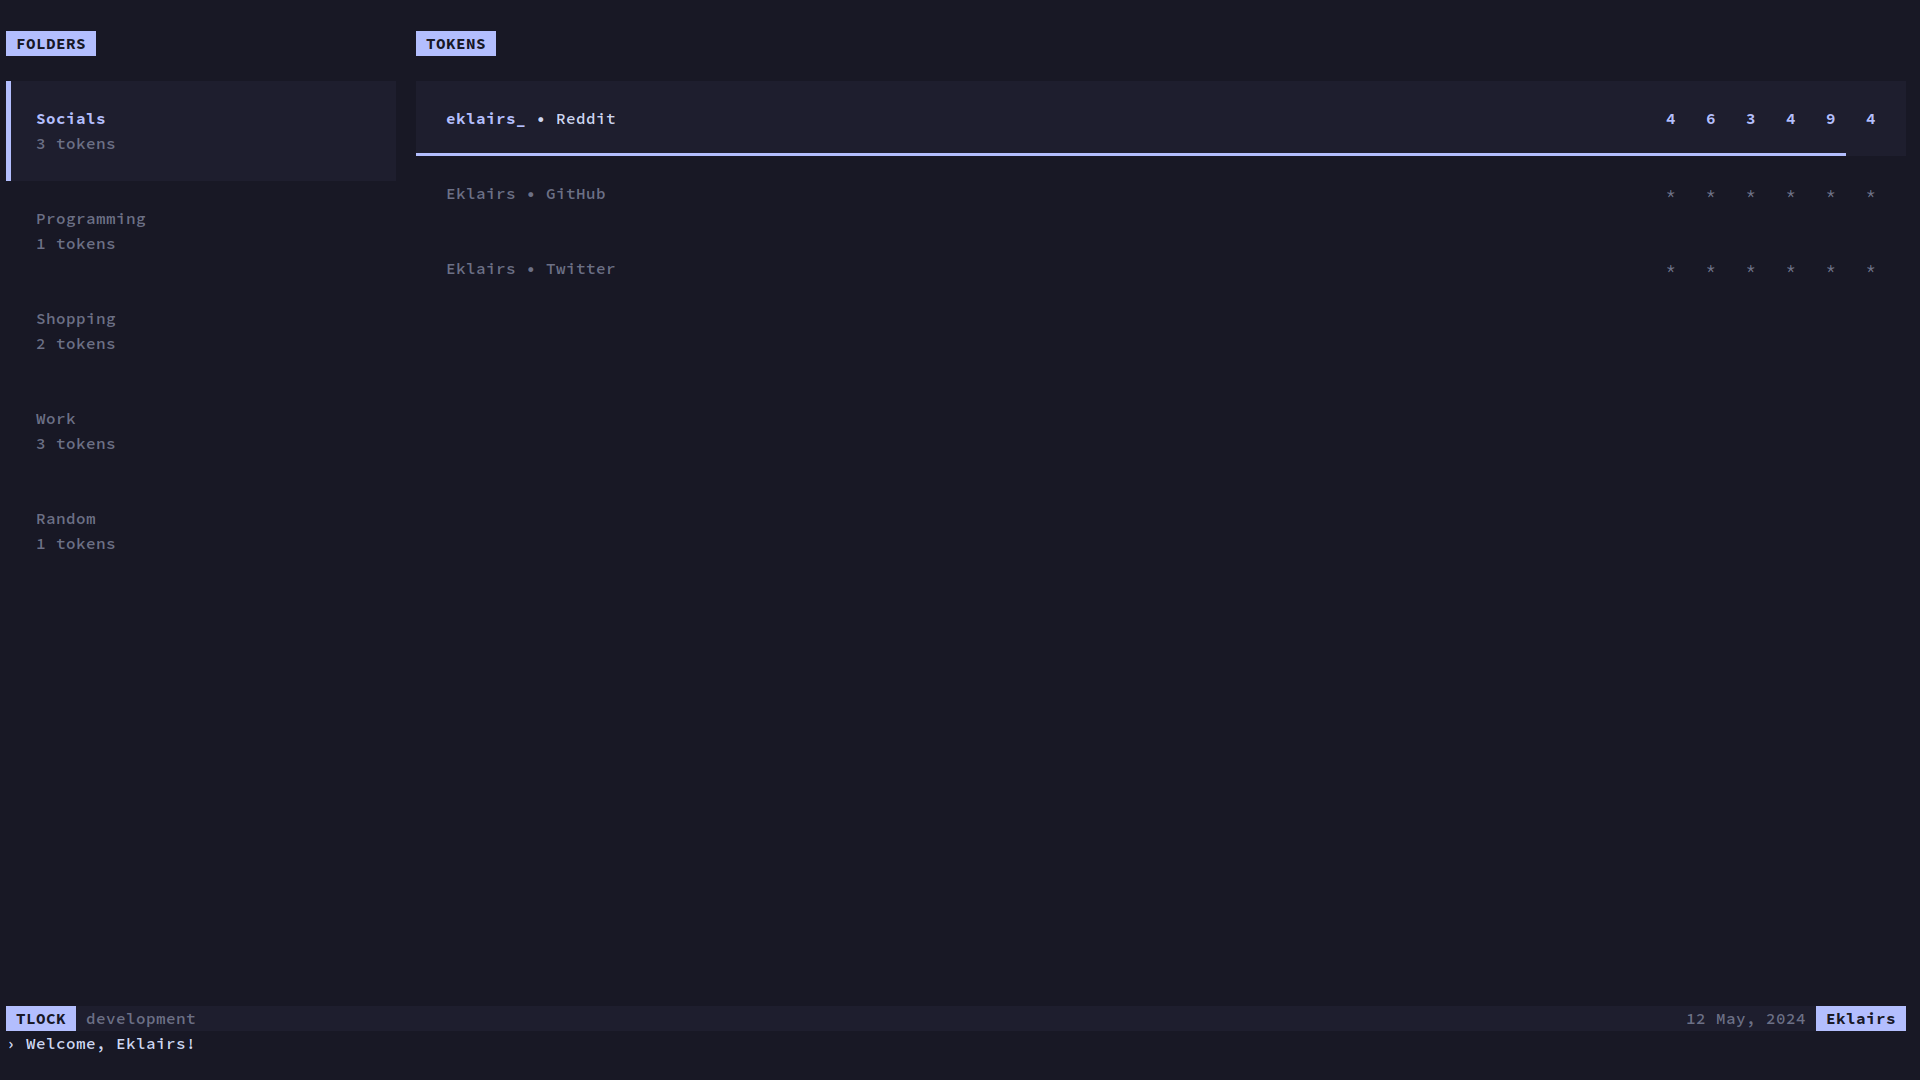 FOLDERS
Socials
3 tokens
Programming
1 tokens
Shopping
2 tokens
Work
3 tokens
Random
1 tokens
TOKENS
eklairs_ • Reddit 4 6 3 4 9 4
Eklairs • GitHub * * * * * *
Eklairs • Twitter * * * * * *
TLOCK development 12 May, 2024 Eklairs
› Welcome, Eklairs!